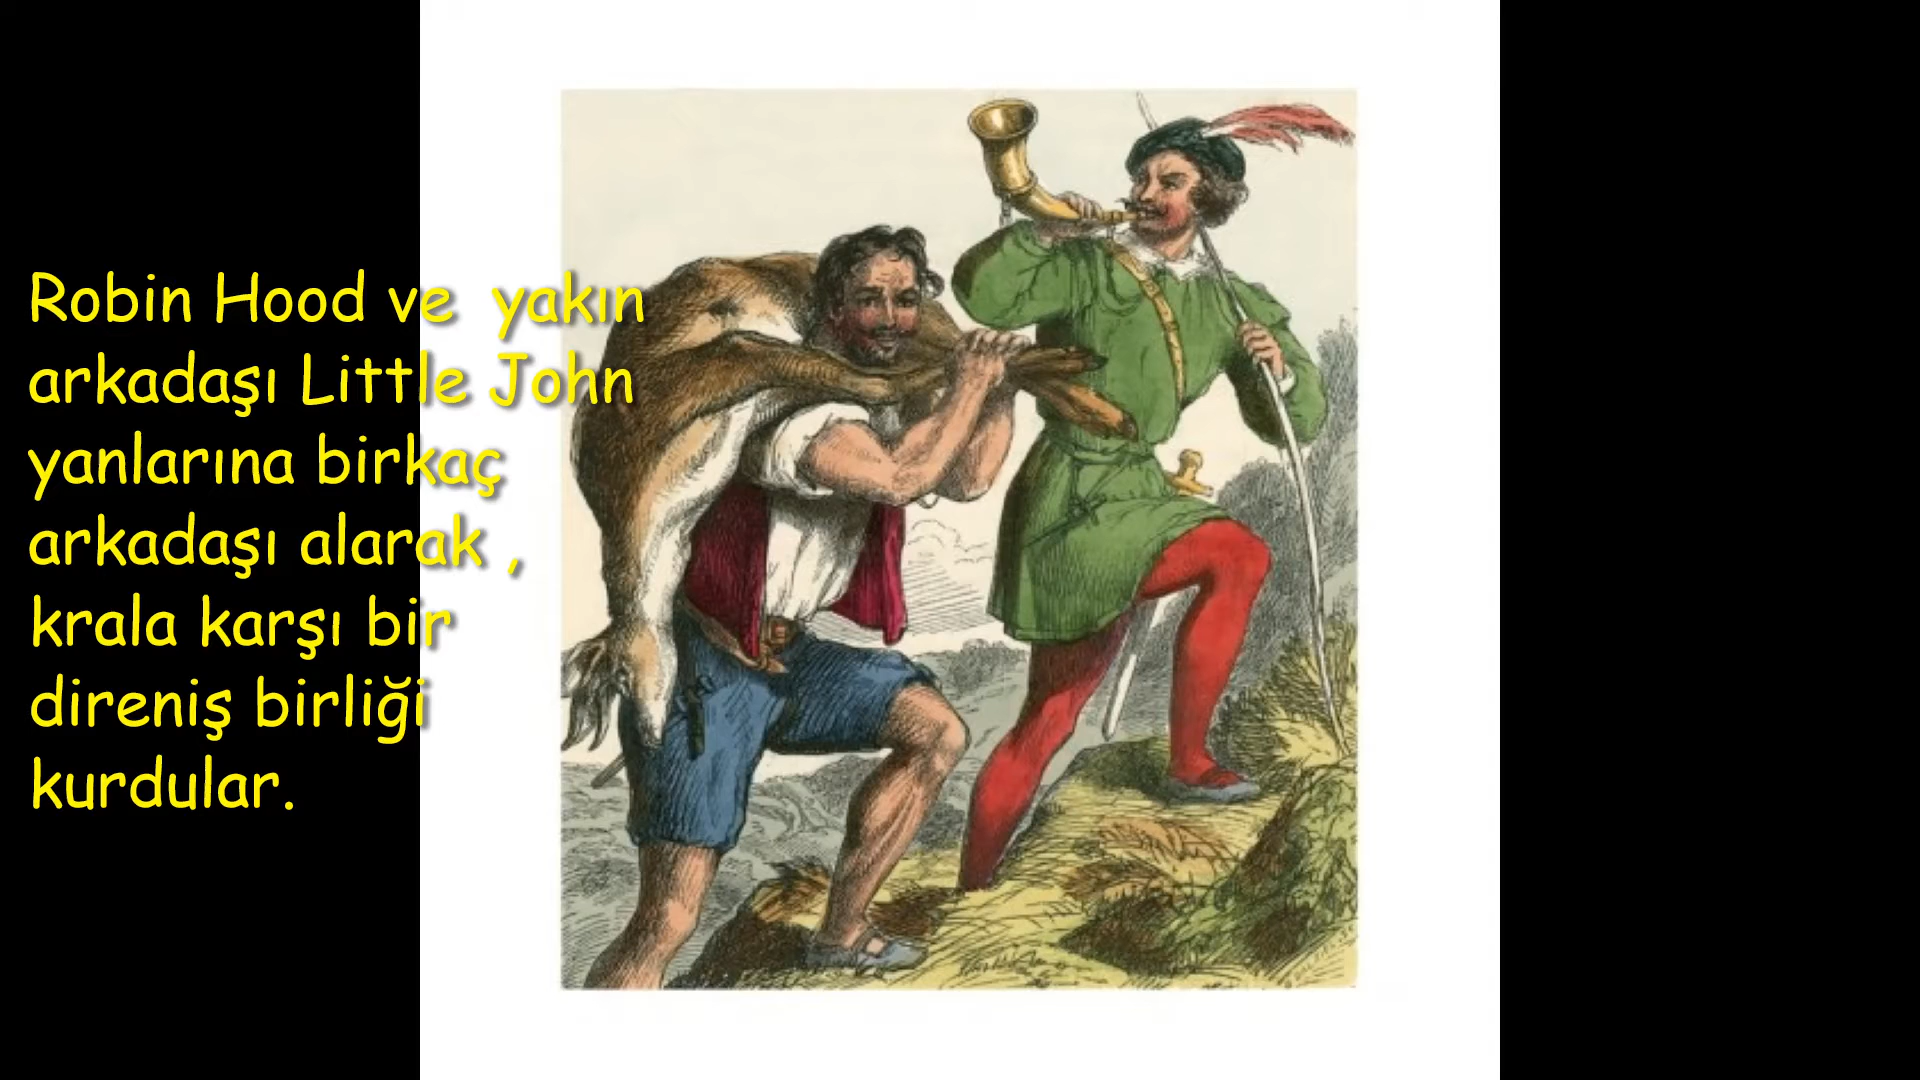 Robin Hood ve yakın
arkadaşı Little John
yanlarına birkaç
arkadaşı alarak ,
krala karşı bir
direniş birliği
kurdular.